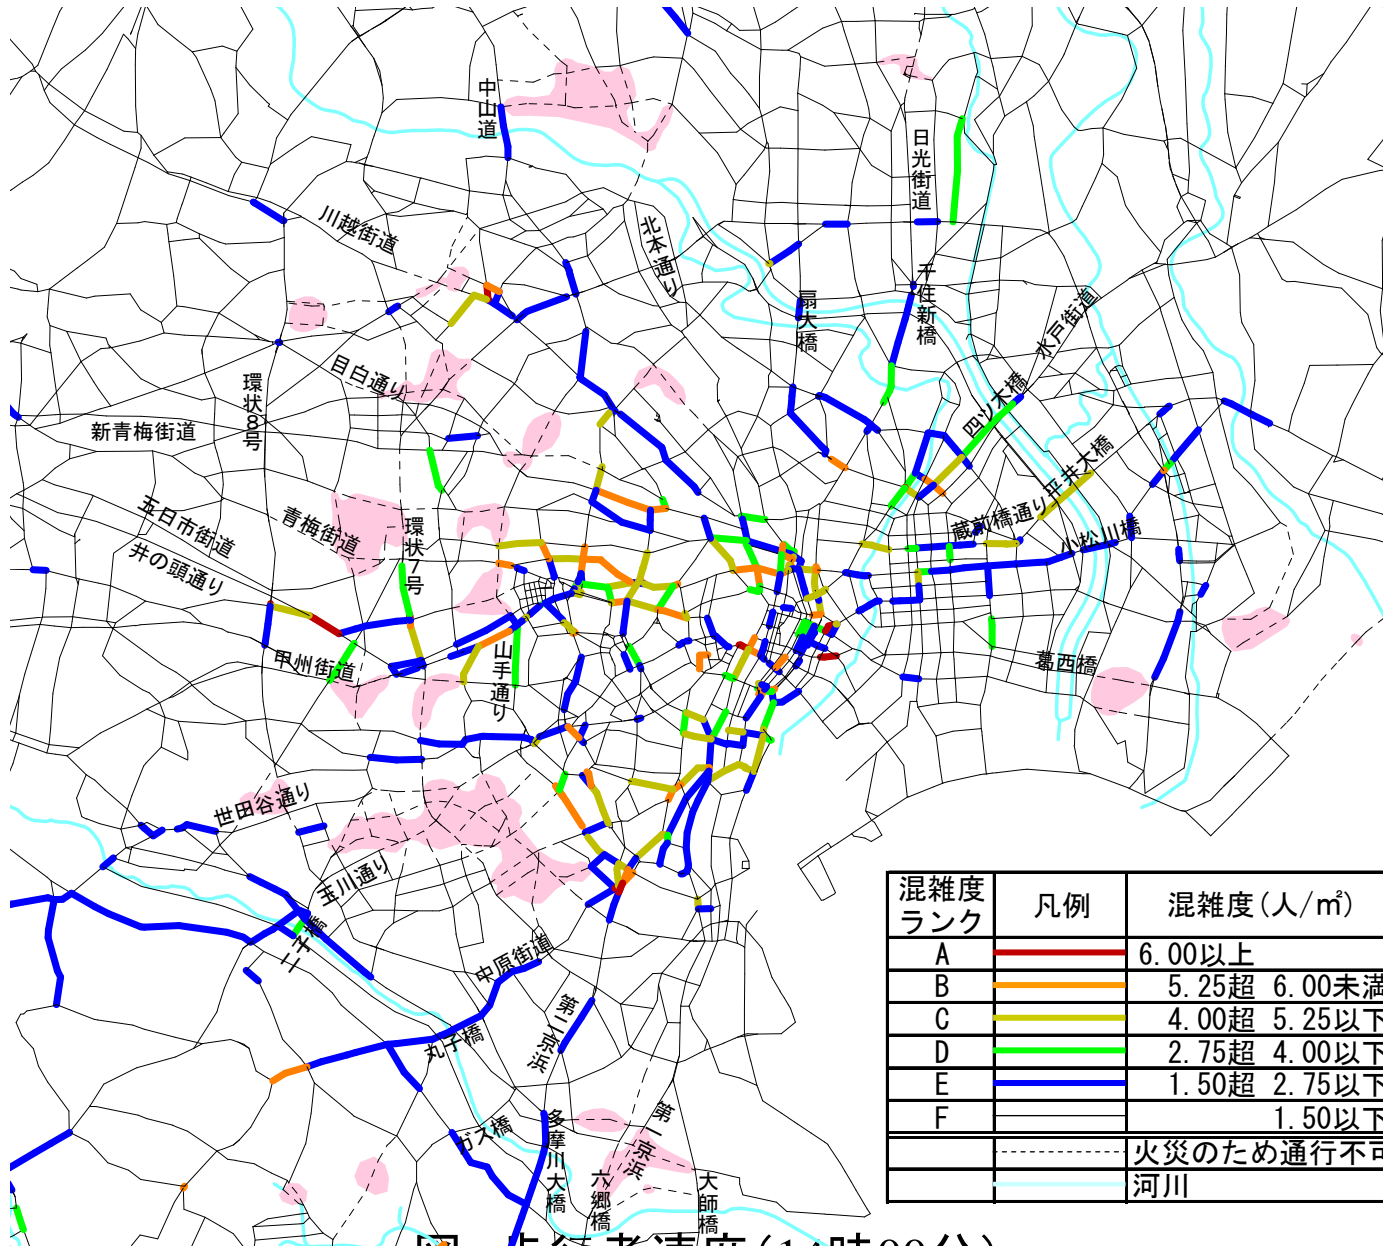 中山道
日光街道
川越街道
北本通り
千住新橋
扇大橋
水戸街道
目白通り
環状8号
四ツ木橋
新青梅街道
平井大橋
五日市街道
青梅街道
環状7号
蔵前橋通り
小松川橋
井の頭通り
甲州街道
山手通り
葛西橋
世田谷通り
玉川通り
二子橋
中原街道
第二京浜
丸子橋
ガス橋
多摩川大橋
第一京浜
六郷橋
大師橋
混雑度ランク 凡例 混雑度(人/㎡)
A 6.00以上
B 5.25超 6.00未満
C 4.00超 5.25以下
D 2.75超 4.00以下
E 1.50超 2.75以下
F 1.50以下
火災のため通行不可
河川